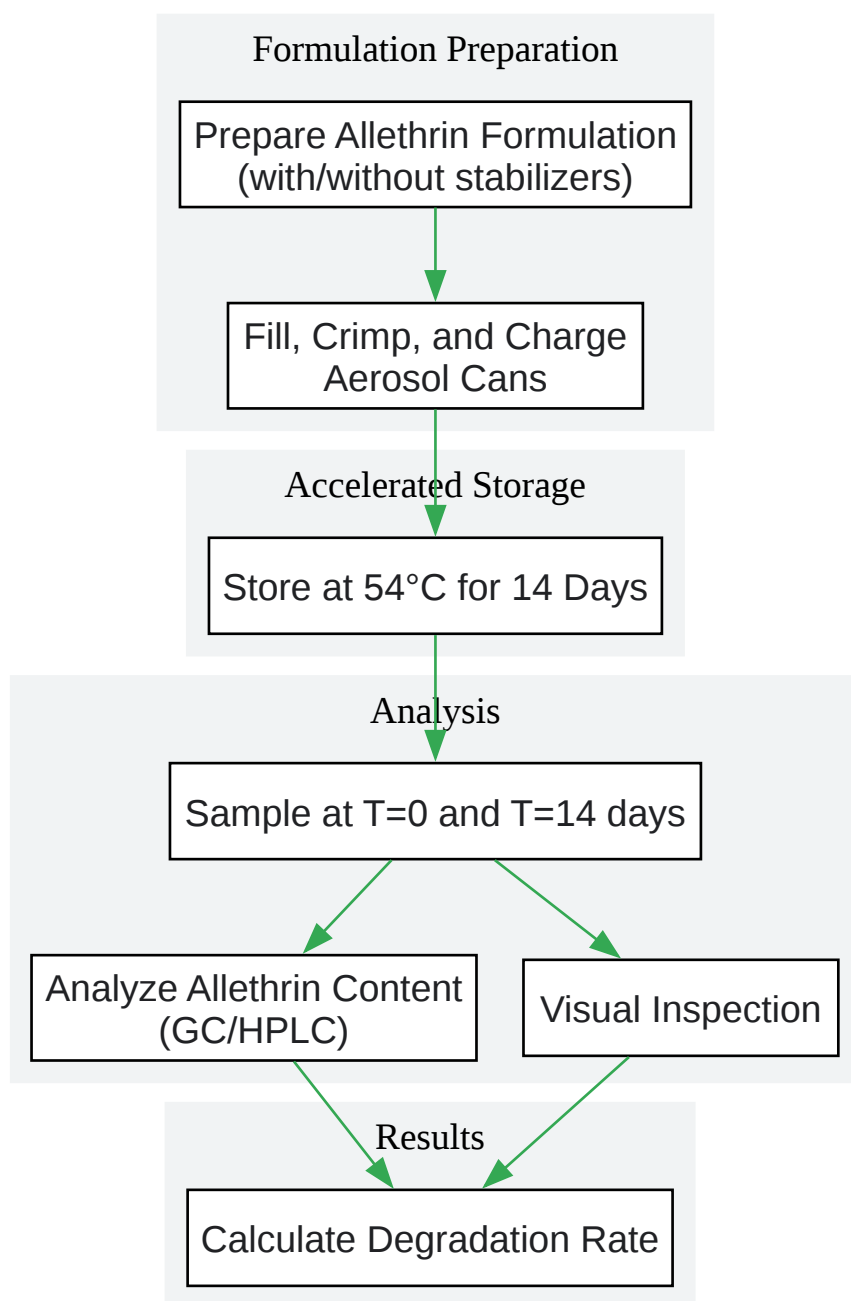 Formulation Preparation
Prepare Allethrin Formulation
(with/without stabilizers)
Fill, Crimp, and Charge
Aerosol Cans
Accelerated Storage
Store at 54°C for 14 Days
Analysis
Sample at T=0 and T=14 days
Analyze Allethrin Content
(GC/HPLC)
Visual Inspection
Results
Calculate Degradation Rate